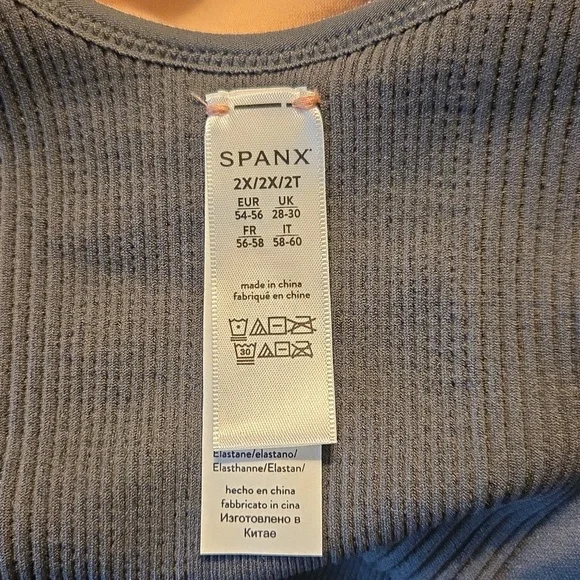 SPANX
2X/2X/2T
EUR UK
54-56 28-30
FR IT
56-58 58-60
made in china
fabriqué en chine
30
Elastane/elastano/
Elasthanne/Elastan/
hecho en china
fabbricato in cina
Изготовлено в
Китае